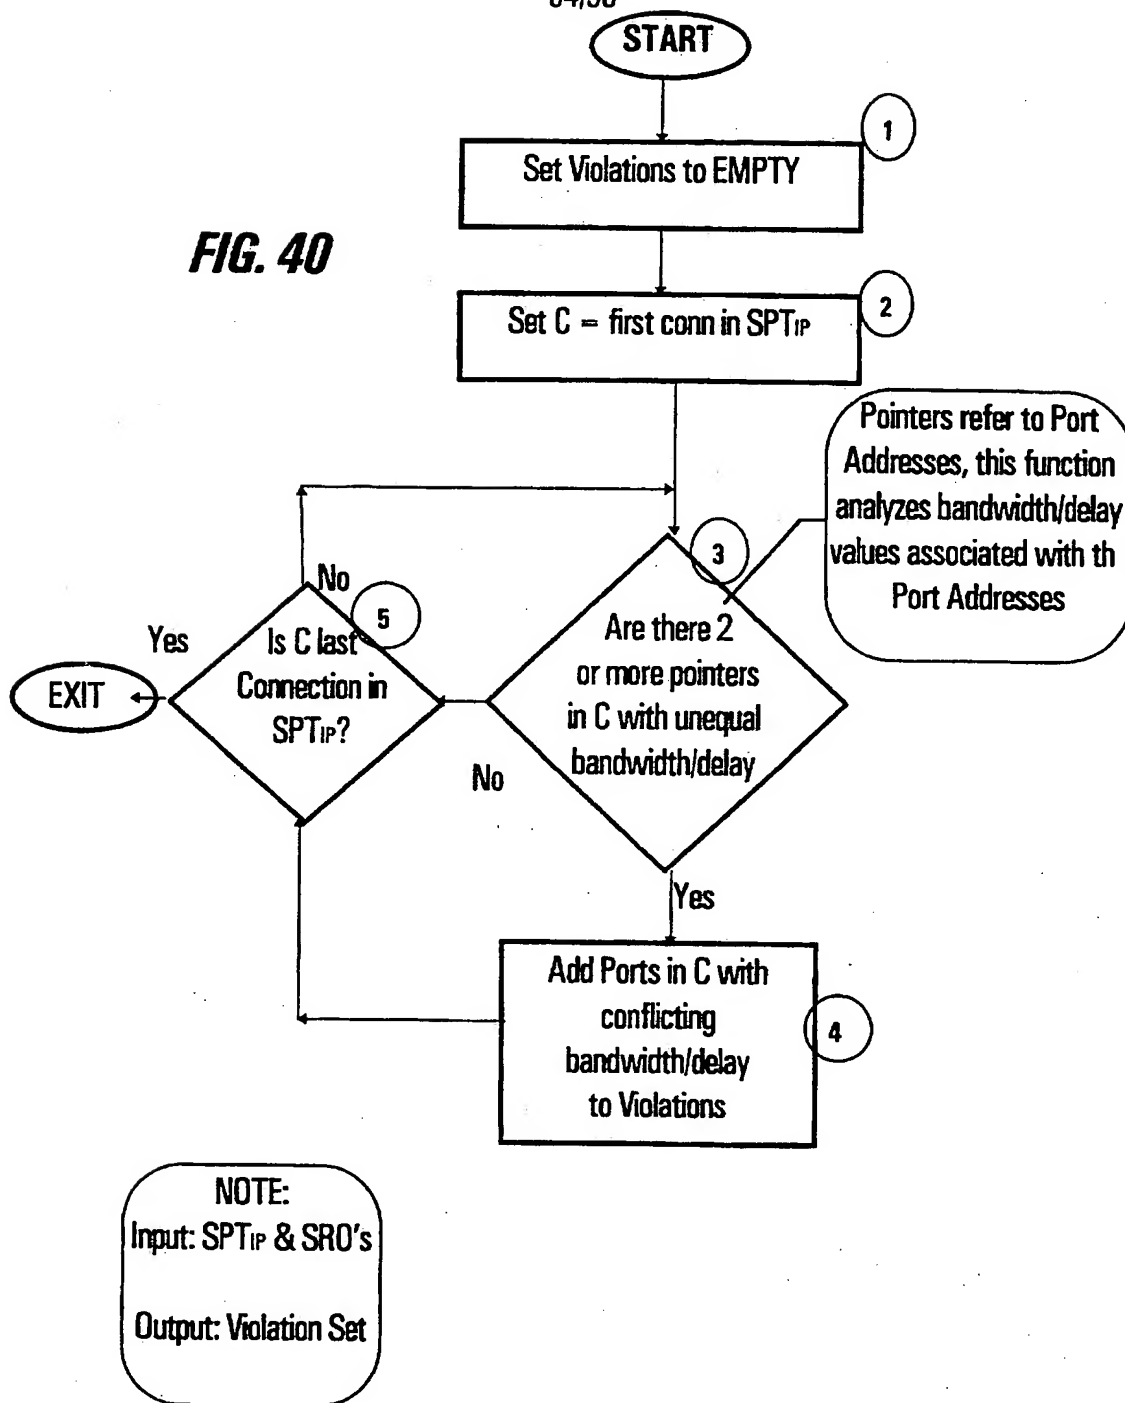 START
1
Set Violations to EMPTY
FIG. 40
2
Set C = first conn in SPTIP
Pointers refer to Port
Addresses, this function
analyzes bandwidth/delay
values associated with th
Port Addresses
3
Are there 2
or more pointers
in C with unequal
bandwidth/delay
No
5
Yes
Is C last
Connection in
SPTIP?
EXIT
No
Yes
Add Ports in C with
conflicting
bandwidth/delay
to Violations
4
NOTE:
Input: SPTIP & SRO's
Output: Violation Set